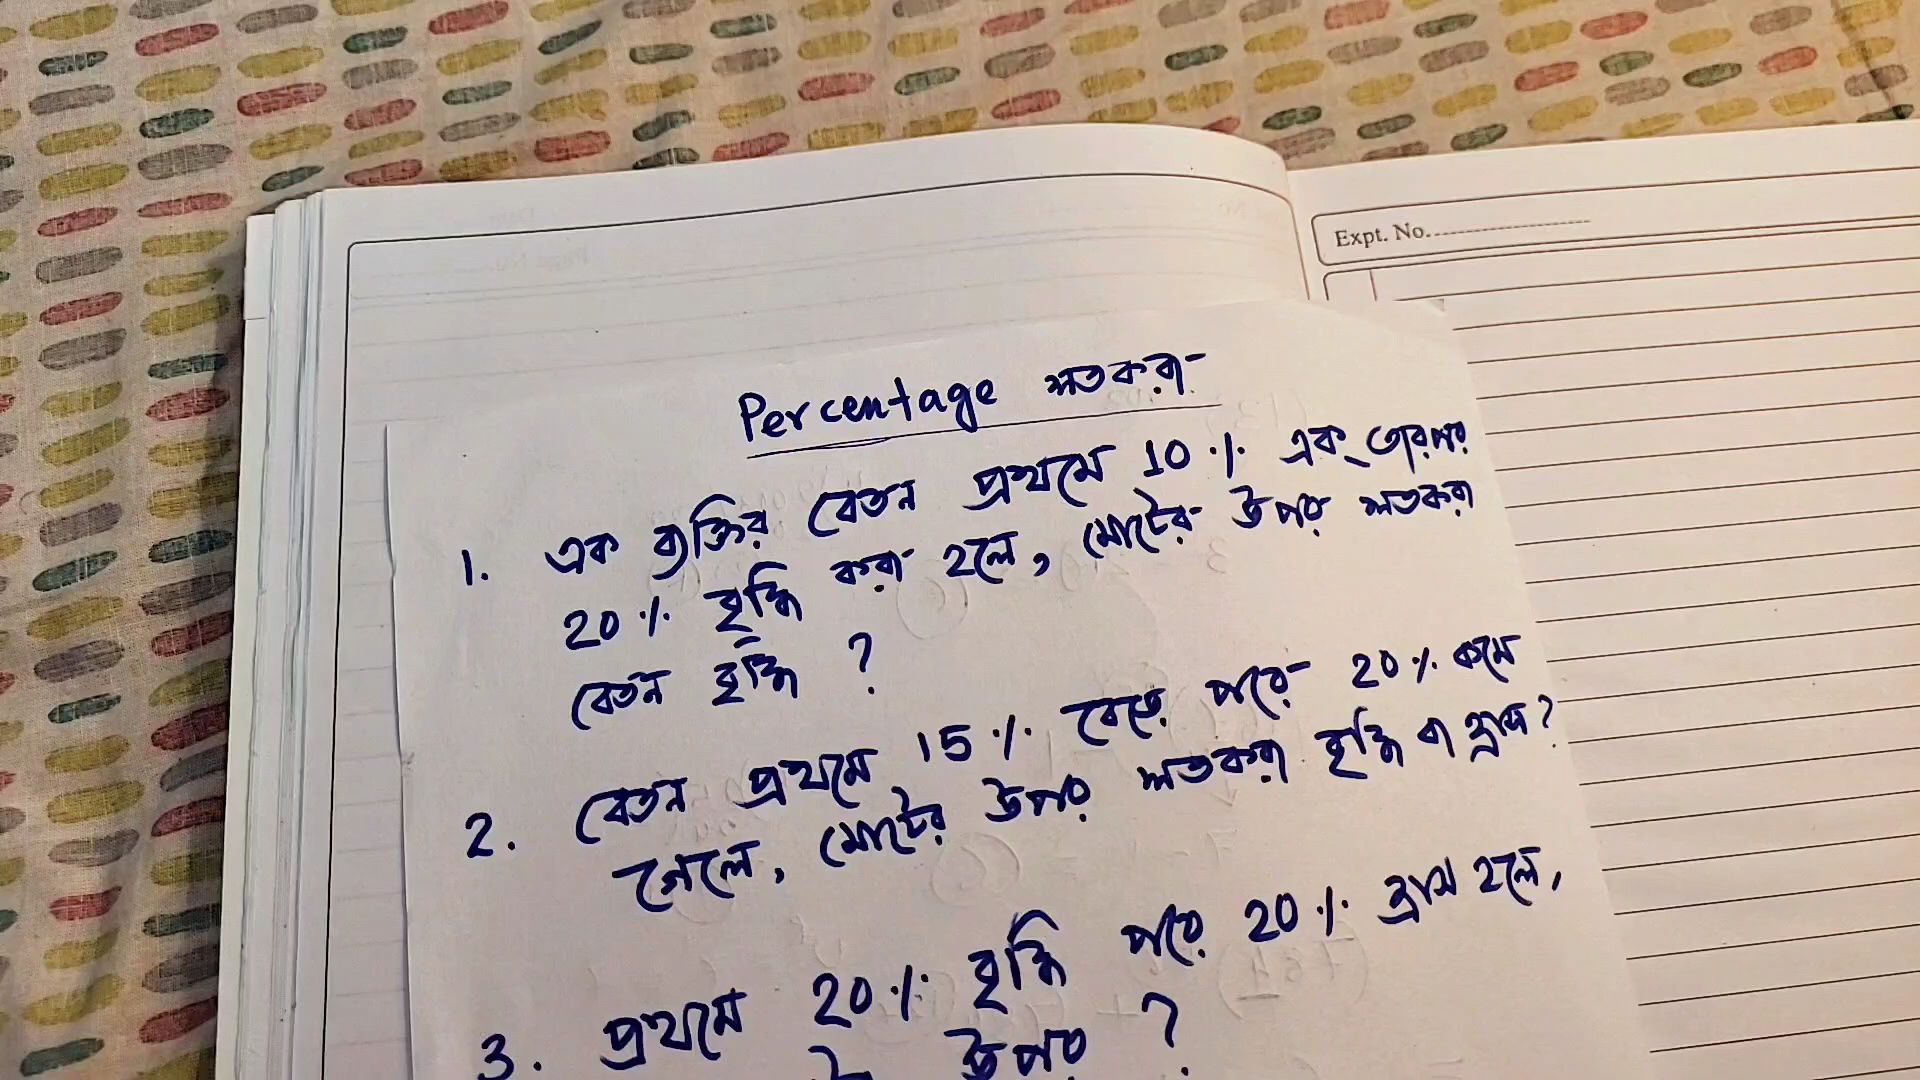 Expt. No.
Percentage শতকরা
1. এক ব্যক্তির বেতন প্রথমে 10% এবং তারপর
20% বৃদ্ধি করা হলে, মোটের উপর শতকরা
বেতন বৃদ্ধি ?
2. বেতন প্রথমে 15% বেড়ে পরে 20% কমে
গেলে, মোটের উপর শতকরা বৃদ্ধি বা হ্রাস?
3. প্রথমে 20% বৃদ্ধি পরে 20% হ্রাস হলে,
উপর ?